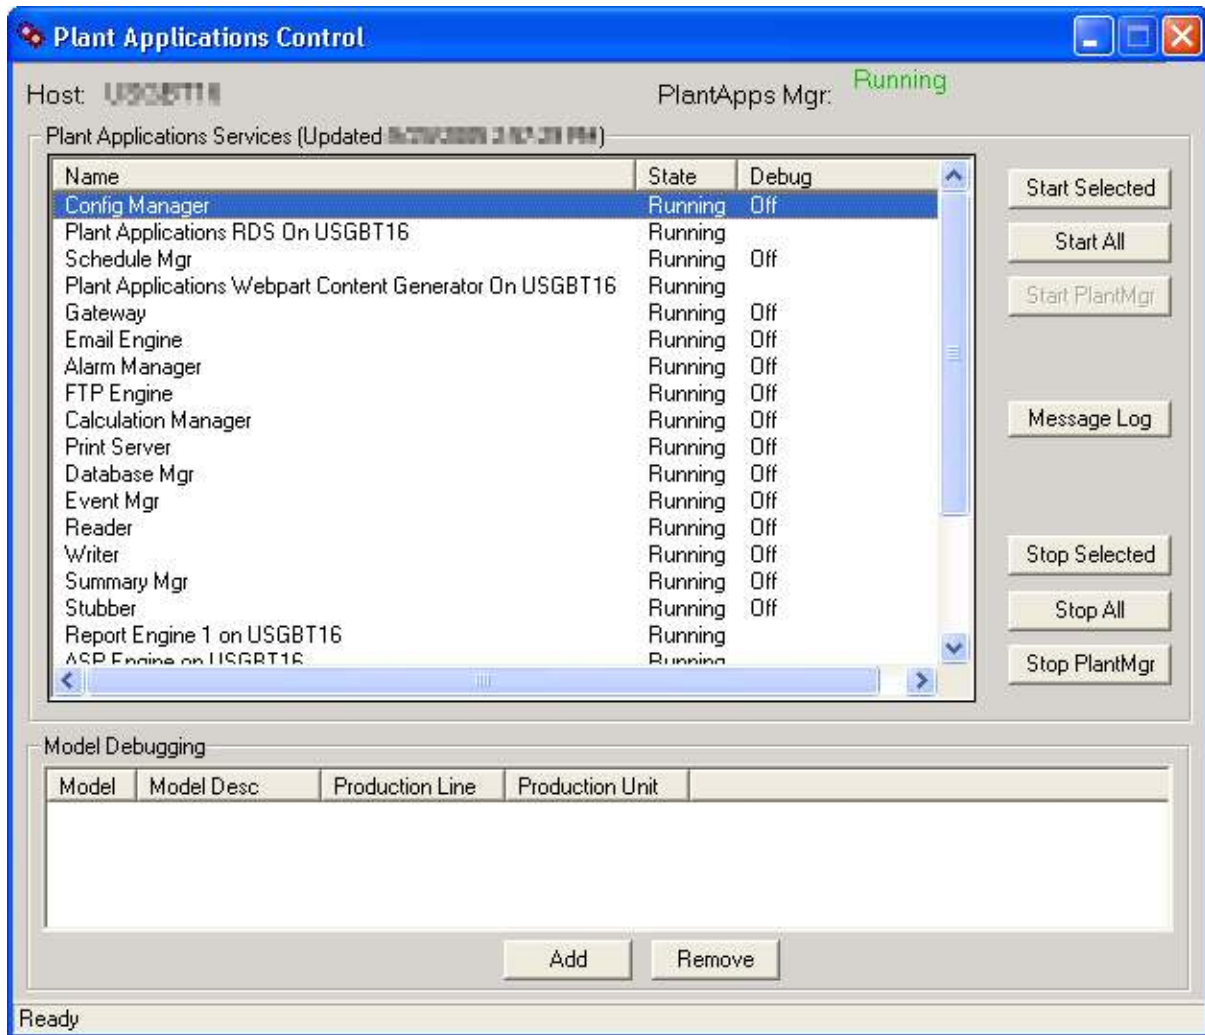 Plant Applications Control
Host:
PlantApps Mgr: Running
Plant Applications Services (Updated )
Name State Debug
Config Manager Running Off
Plant Applications RDS On USGBT16 Running
Schedule Mgr Running Off
Plant Applications Webpart Content Generator On USGBT16 Running
Gateway Running Off
Email Engine Running Off
Alarm Manager Running Off
FTP Engine Running Off
Calculation Manager Running Off
Print Server Running Off
Database Mgr Running Off
Event Mgr Running Off
Reader Running Off
Writer Running Off
Summary Mgr Running Off
Stubber Running Off
Report Engine 1 on USGBT16 Running
ASP Engine on USGBT16 Running
Start Selected
Start All
Start PlantMgr
Message Log
Stop Selected
Stop All
Stop PlantMgr
Model Debugging
Model Model Desc Production Line Production Unit
Add Remove
Ready